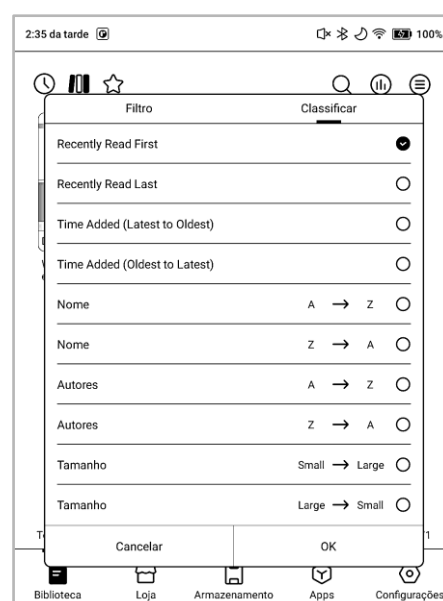 2:35 da tarde 100%
Filtro Classificar
Recently Read First
Recently Read Last
Time Added (Latest to Oldest)
Time Added (Oldest to Latest)
Nome A → Z
Nome Z → A
Autores A → Z
Autores Z → A
Tamanho Small → Large
Tamanho Large → Small
Cancelar OK
Biblioteca Loja Armazenamento Apps Configurações